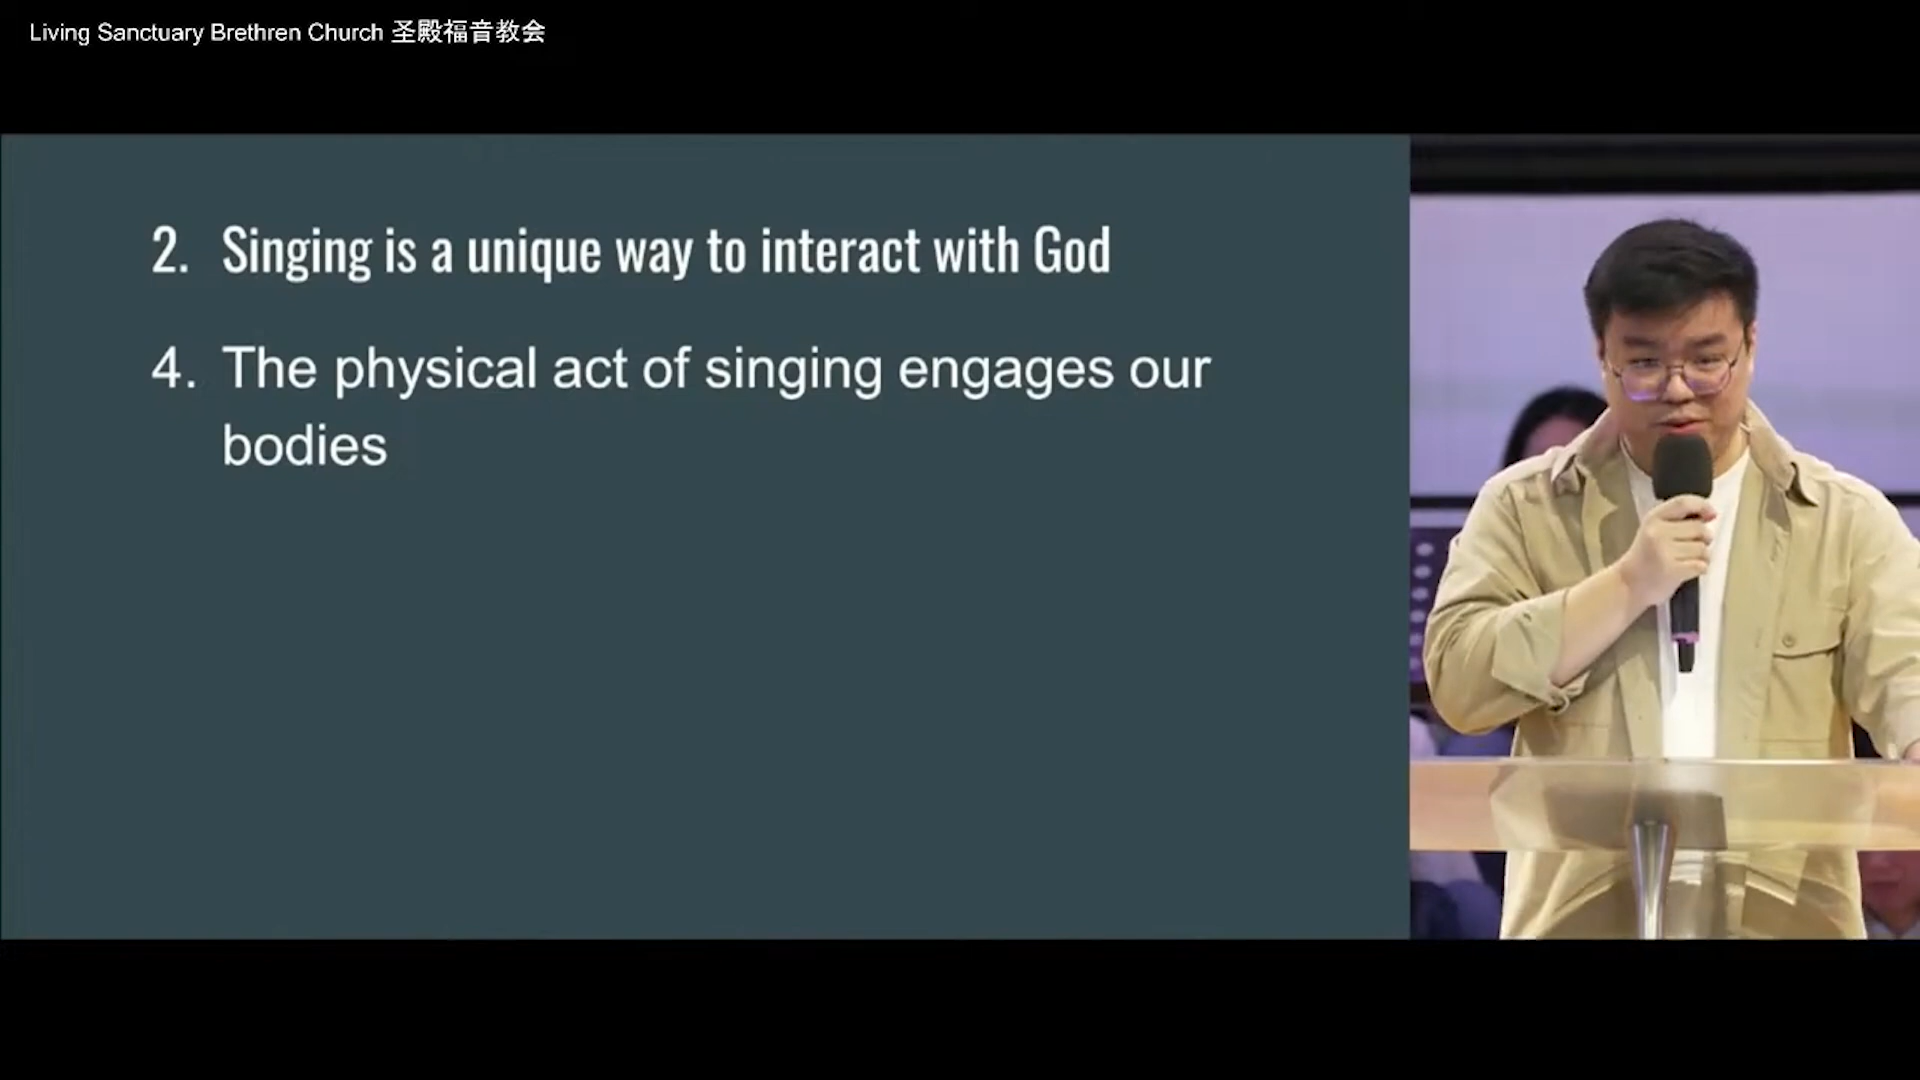 Living Sanctuary Brethren Church 圣殿福音教会
2. Singing is a unique way to interact with God
4. The physical act of singing engages our
bodies